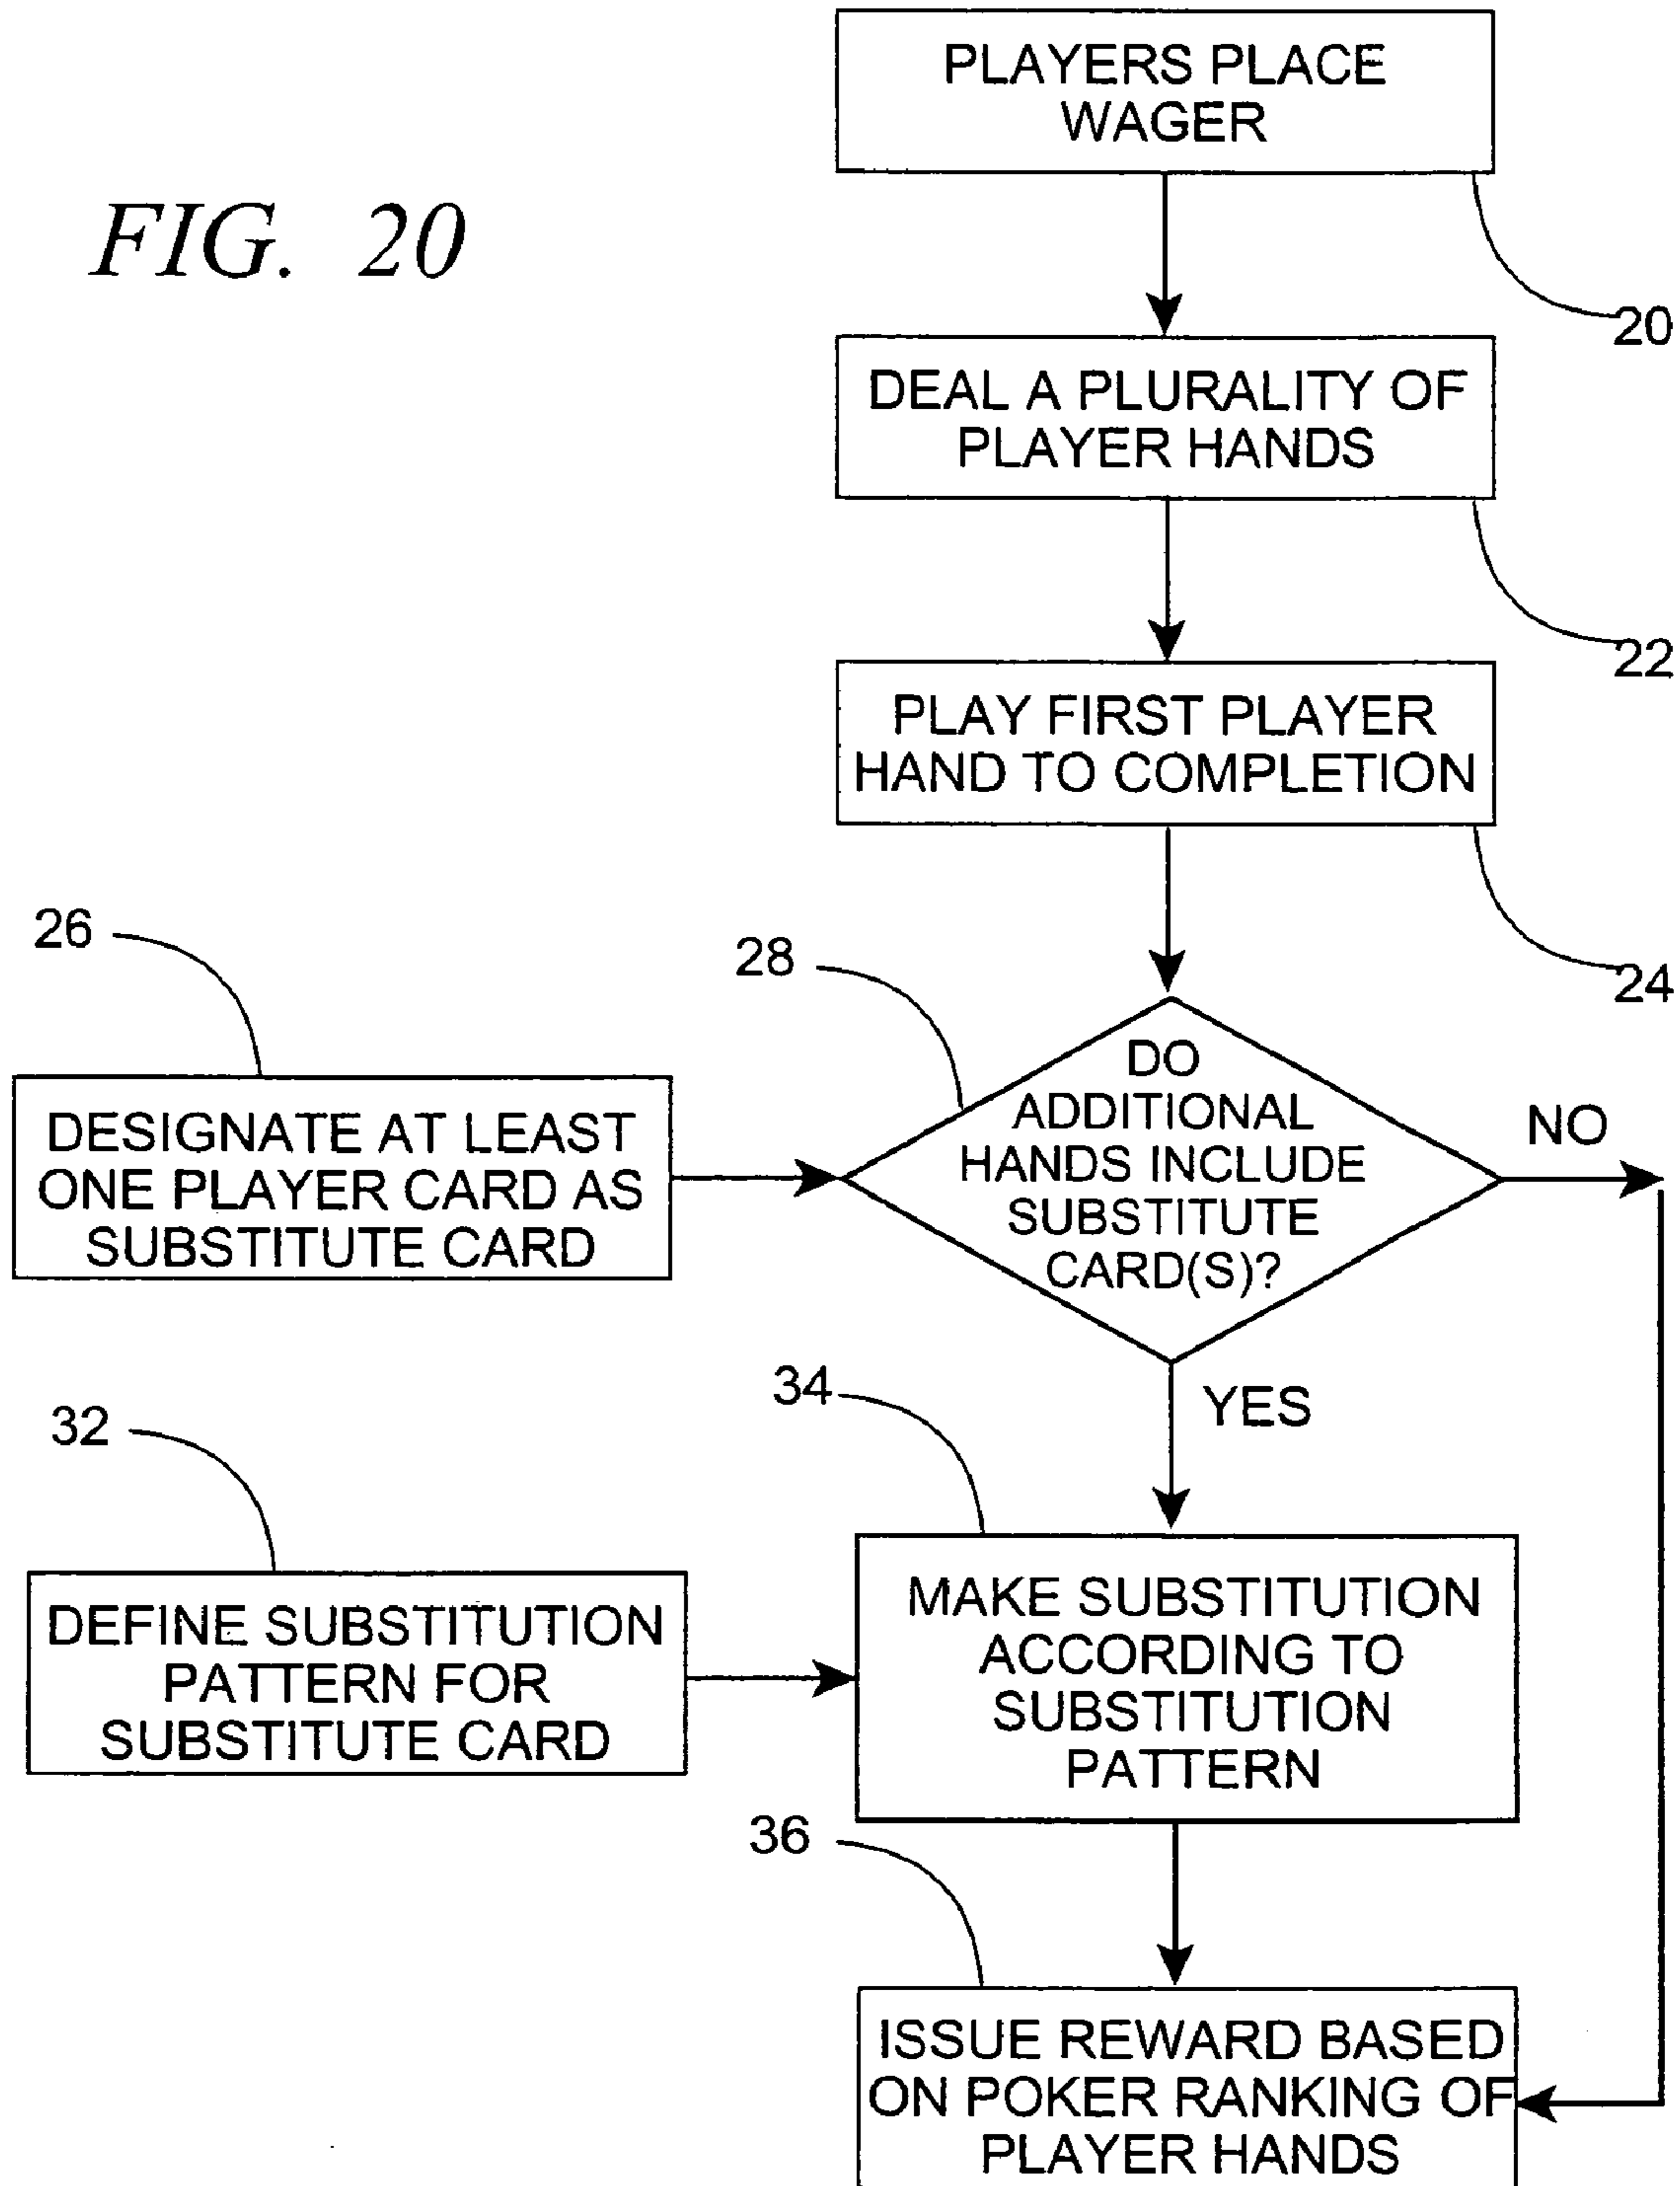 FIG. 20
PLAYERS PLACE
WAGER
20
DEAL A PLURALITY OF
PLAYER HANDS
22
PLAY FIRST PLAYER
HAND TO COMPLETION
24
26
DESIGNATE AT LEAST
ONE PLAYER CARD AS
SUBSTITUTE CARD
28
DO
ADDITIONAL
HANDS INCLUDE
SUBSTITUTE
CARD(S)?
NO
YES
32
DEFINE SUBSTITUTION
PATTERN FOR
SUBSTITUTE CARD
34
MAKE SUBSTITUTION
ACCORDING TO
SUBSTITUTION
PATTERN
36
ISSUE REWARD BASED
ON POKER RANKING OF
PLAYER HANDS